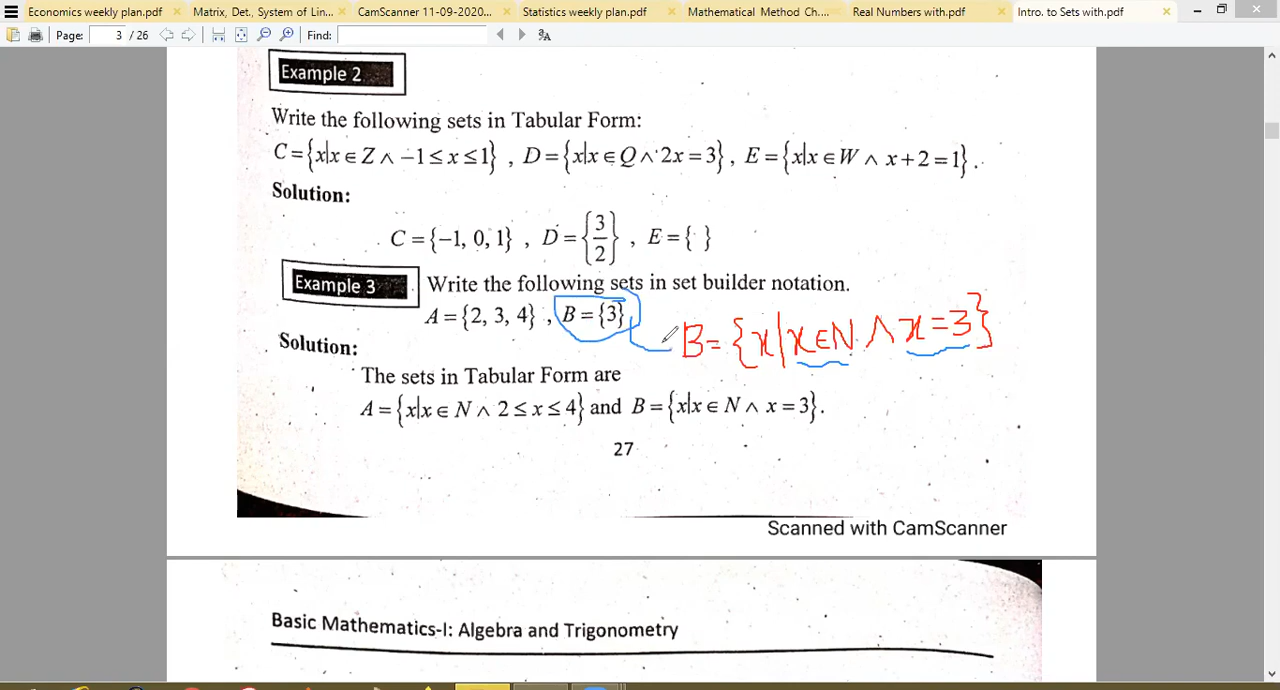 Economics weekly plan.pdf × Matrix, Det., System of Lin... × CamScanner 11-09-2020... × Statistics weekly plan.pdf × Mathematical Method Ch.... × Real Numbers with.pdf × Intro. to Sets with.pdf ×
Page: 3 / 26 Find:
Example 2
Write the following sets in Tabular Form:
C = {x|x ∈ Z ∧ −1 ≤ x ≤ 1} , D = {x|x ∈ Q ∧ 2x = 3}, E = {x|x ∈ W ∧ x + 2 = 1} .
Solution:
C = {−1, 0, 1} , D = {3/2} , E = { }
Example 3 Write the following sets in set builder notation.
A = {2, 3, 4} , B = {3}
B = {x|x∈N ∧ x = 3}
Solution:
The sets in Tabular Form are
A = {x|x ∈ N ∧ 2 ≤ x ≤ 4} and B = {x|x ∈ N ∧ x = 3}.
27
Scanned with CamScanner
Basic Mathematics-I: Algebra and Trigonometry